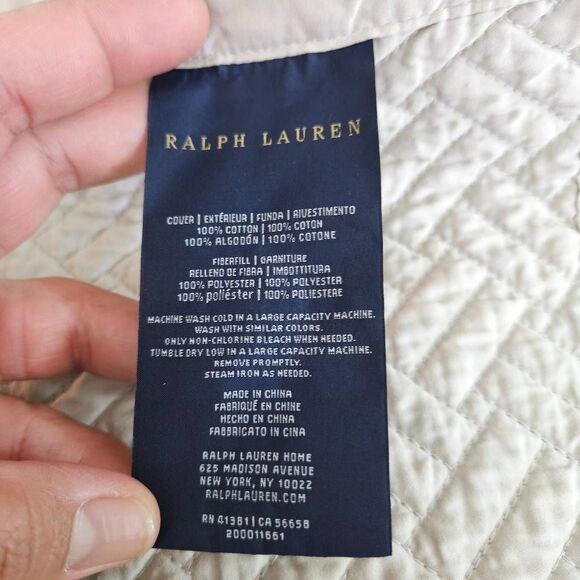 RALPH LAUREN
COVER | EXTÉRIEUR | FUNDA | RIVESTIMENTO
100% COTTON | 100% COTON
100% ALGODÓN | 100% COTONE
FIBERFILL | GARNITURE
RELLENO DE FIBRA | IMBOTTITURA
100% POLYESTER | 100% POLYESTER
100% poliéster | 100% POLIESTERE
MACHINE WASH COLD IN A LARGE CAPACITY MACHINE.
WASH WITH SIMILAR COLORS.
ONLY NON-CHLORINE BLEACH WHEN NEEDED.
TUMBLE DRY LOW IN A LARGE CAPACITY MACHINE.
REMOVE PROMPTLY.
STEAM IRON AS NEEDED.
MADE IN CHINA
FABRIQUÉ EN CHINE
HECHO EN CHINA
FABBRICATO IN CINA
RALPH LAUREN HOME
625 MADISON AVENUE
NEW YORK, NY 10022
RALPHLAUREN.COM
RN 41381 | CA 56658
200011661